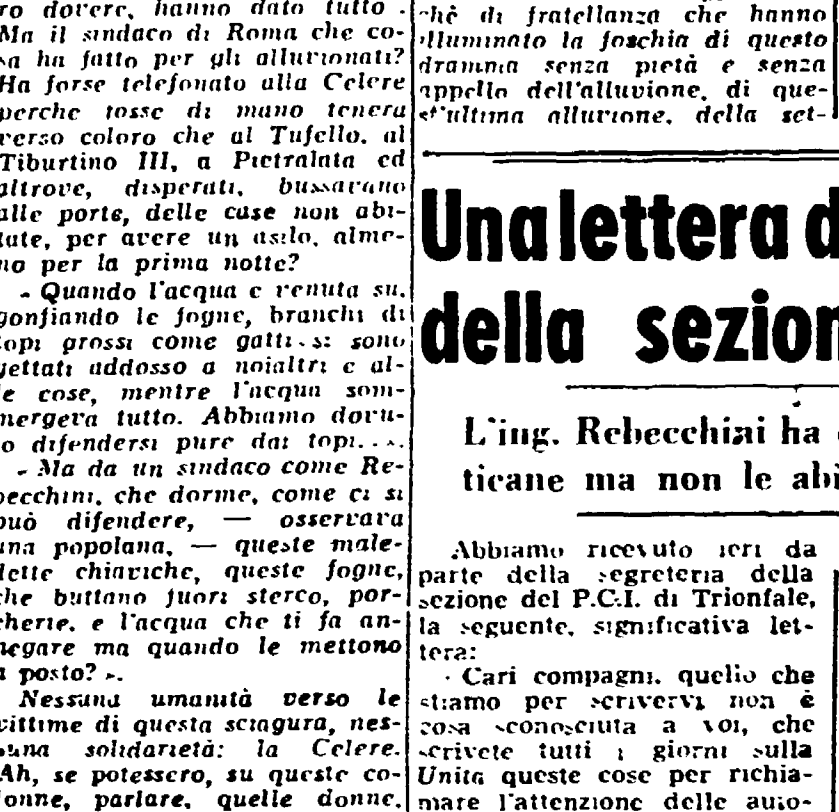 ro dovere, hanno dato tutto.
Ma il sindaco di Roma che co-
sa ha fatto per gli alluvionati?
Ha forse telefonato alla Celere
perche fosse di mano tenera
verso coloro che al Tufello, al
Tiburtino III, a Pietralata ed
altrove, disperati, bussavano
alle porte, delle case non abi-
tate, per avere un asilo, alme-
no per la prima notte?
- Quando l'acqua e venuta su,
gonfiando le fogne, branchi di
topi grossi come gatti si sono
gettati addosso a noialtri e al-
le cose, mentre l'acqua som-
mergeva tutto. Abbiamo dovu-
to difendersi pure dai topi...
- Ma da un sindaco come Re-
becchini, che dorme, come ci si
può difendere, — osservava
una popolana, — queste male-
dette chiaviche, queste fogne,
che buttano fuori sterco, por-
cherie, e l'acqua che ti fa an-
negare ma quando le mettono
a posto? -.
Nessuna umanità verso le
vittime di questa sciagura, nes-
suna solidarietà: la Celere.
Ah, se potessero, su queste co-
lonne, parlare, quelle donne,
chè di fratellanza che hanno
illuminato la foschia di questo
dramma senza pietà e senza
appello dell'alluvione, di que-
st'ultima alluvione, della set-
Una lettera d
della sezion
L'ing. Rebecchini ha
ticane ma non le abi
Abbiamo ricevuto ieri da
parte della segreteria della
sezione del P.C.I. di Trionfale,
la seguente, significativa let-
tera:
- Cari compagni, quello che
stiamo per scrivervi non è
cosa sconosciuta a voi, che
scrivete tutti i giorni sulla
Unità queste cose per richia-
mare l'attenzione delle auto-